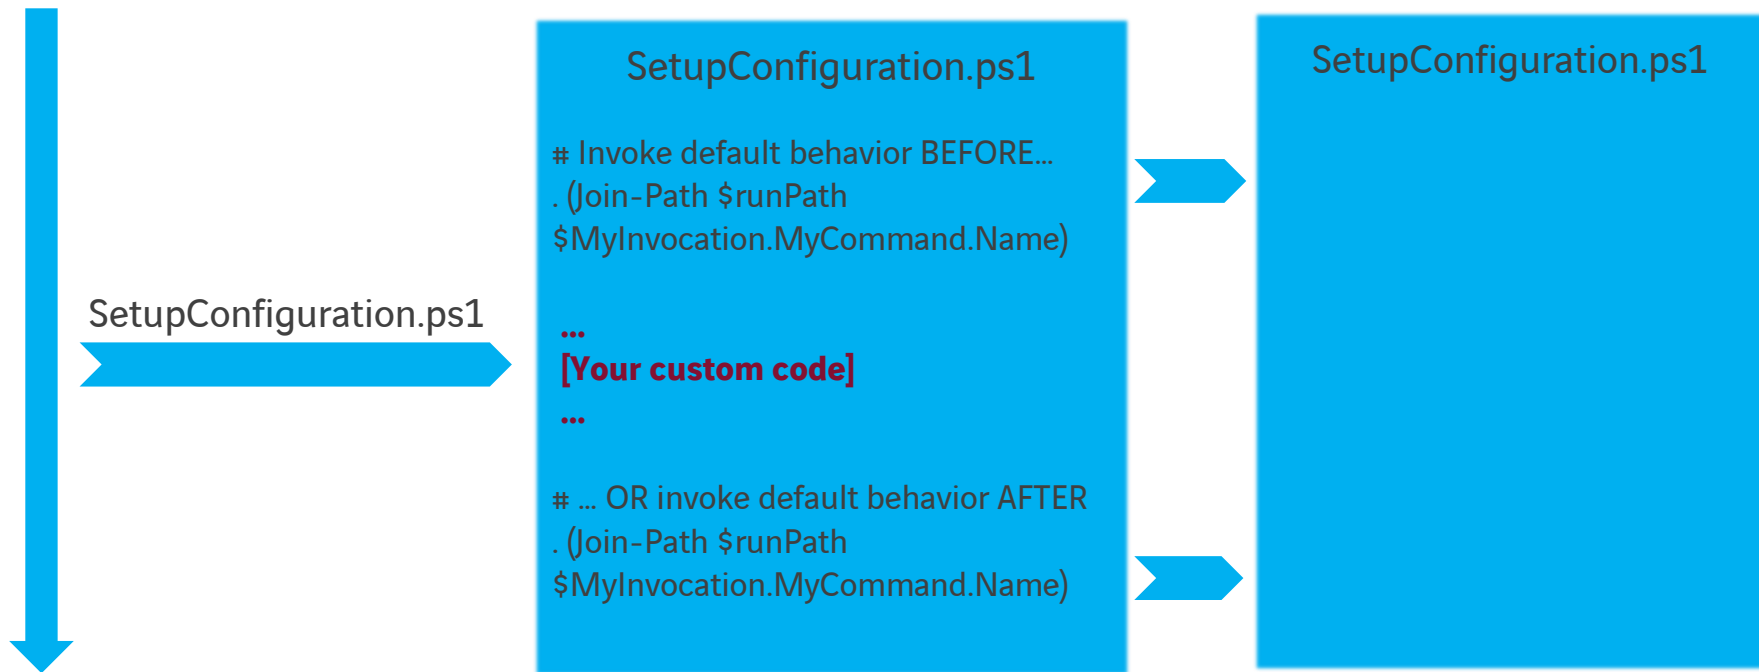 SetupConfiguration.ps1
SetupConfiguration.ps1
# Invoke default behavior BEFORE...
. (Join-Path $runPath
$MyInvocation.MyCommand.Name)
...
[Your custom code]
...
# ... OR invoke default behavior AFTER
. (Join-Path $runPath
$MyInvocation.MyCommand.Name)
SetupConfiguration.ps1